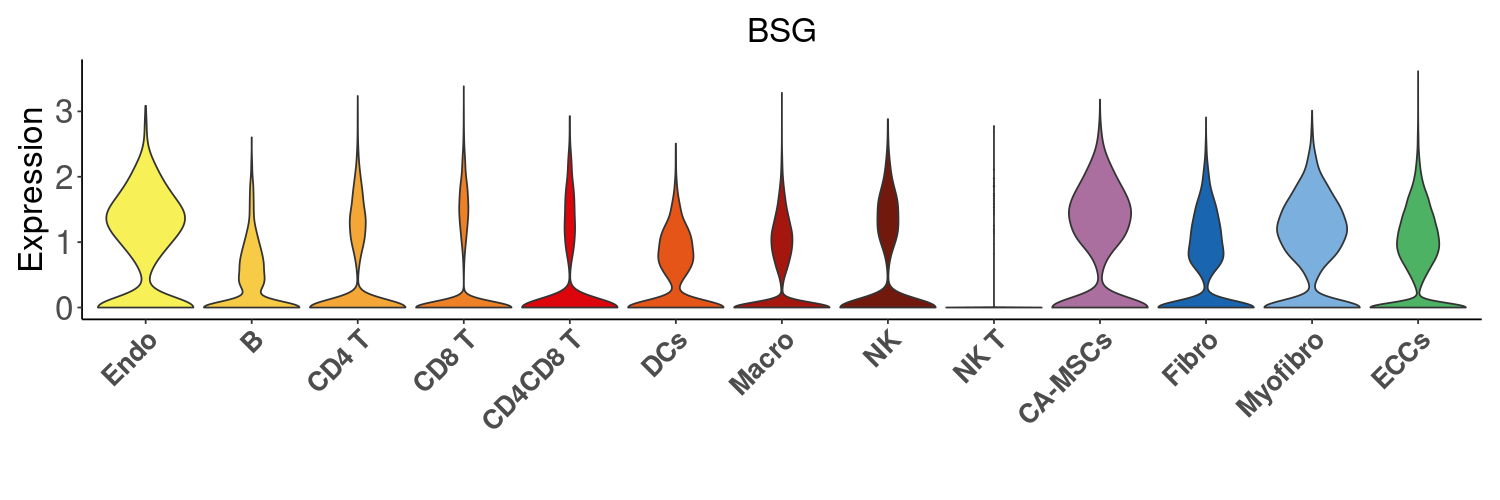 BSG
Expression
3
2
1
0
Endo
B
CD4 T
CD8 T
CD4CD8 T
DCs
Macro
NK
NK T
CA-MSCs
Fibro
Myofibro
ECCs